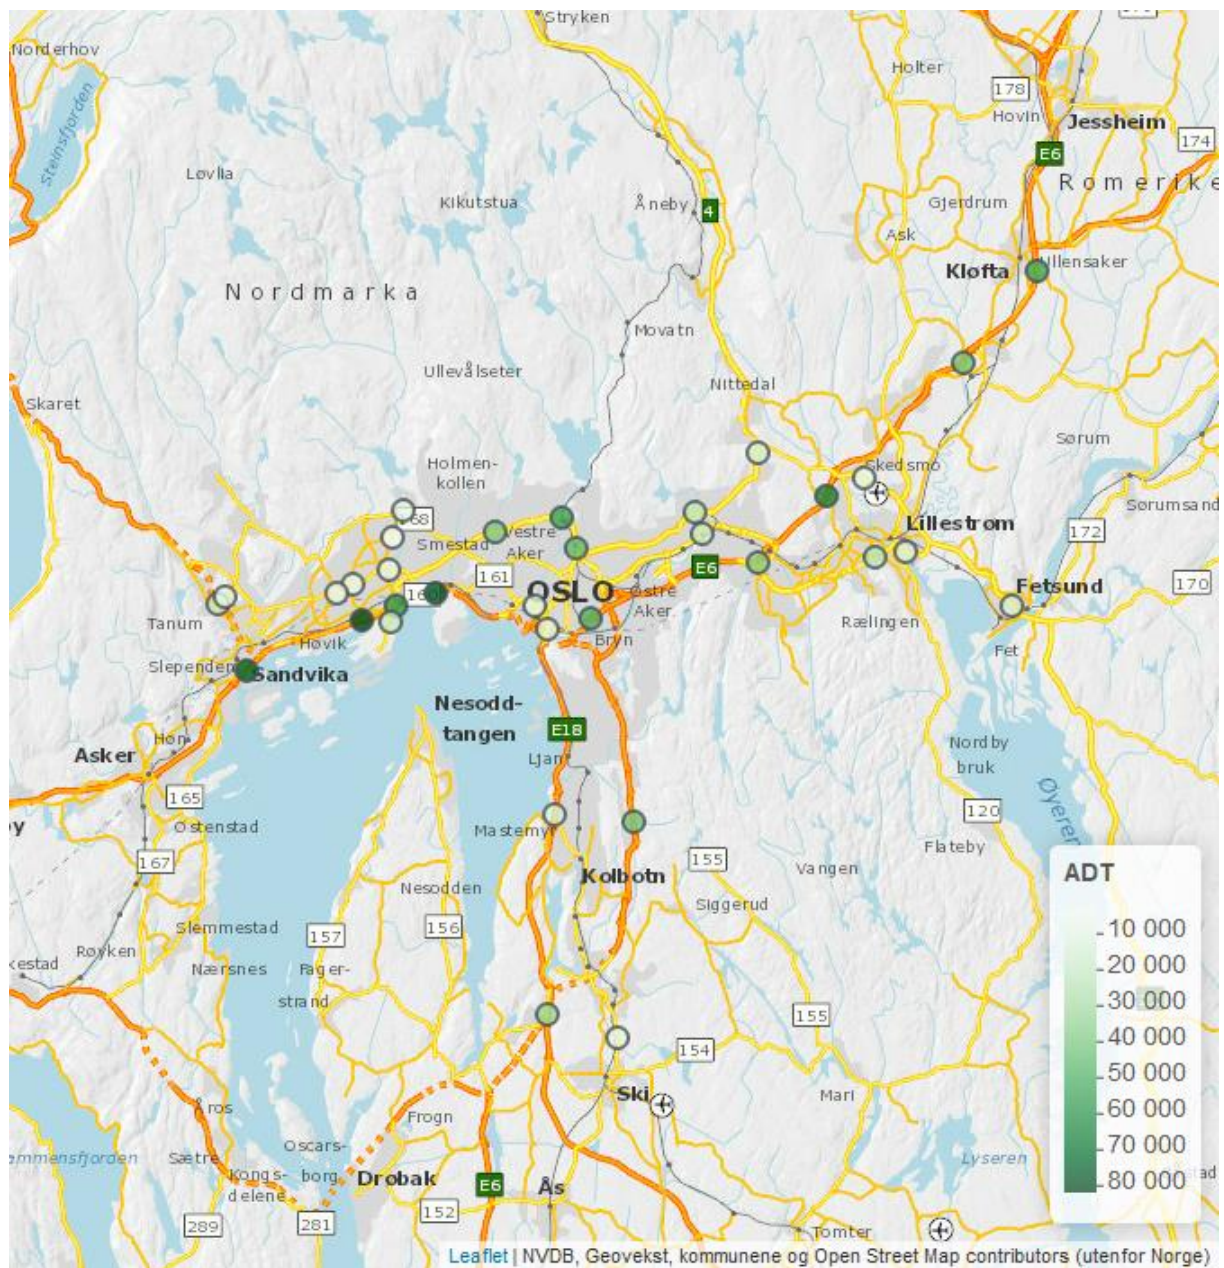 Stryken
Norderhov
Steinsfjorden
Holter
178
Hovin
Jessheim
174
E6
Romerike
Løvlia
Kikutstua
Åneby
4
Gjerdrum
Ask
Kløfta
Ullensaker
Nordmarka
Movatn
Ullevålseter
Nittedal
Skaret
Sørum
Holmen-
kollen
Skedsmo
Sørumsand
168
Smestad
Vestre
Aker
Lillestrøm
172
161
E6
160
OSLO
Østre
Aker
Fetsund
170
Tanum
Høvik
Bryn
Rælingen
Fet
Slependen
Sandvika
Nesodd-
tangen
E18
Asker
Høn
Ljan
Nordby
bruk
Øyeren
165
Ostenstad
Mastemyr
120
Flateby
167
Kolbotn
155
Vangen
Nesodden
Siggerud
Slemmestad
157
156
Røyken
kestad
Nærsnes
Fager-
strand
155
154
Ski
Mari
Åros
Frogn
ammensfjorden
Sætre
Oscars-
borg
Kongs-
delene
Drøbak
E6
Ås
Lyseren
152
289
281
Tomter
ADT
10 000
20 000
30 000
40 000
50 000
60 000
70 000
80 000
Leaflet | NVDB, Geovekst, kommunene og Open Street Map contributors (utenfor Norge)